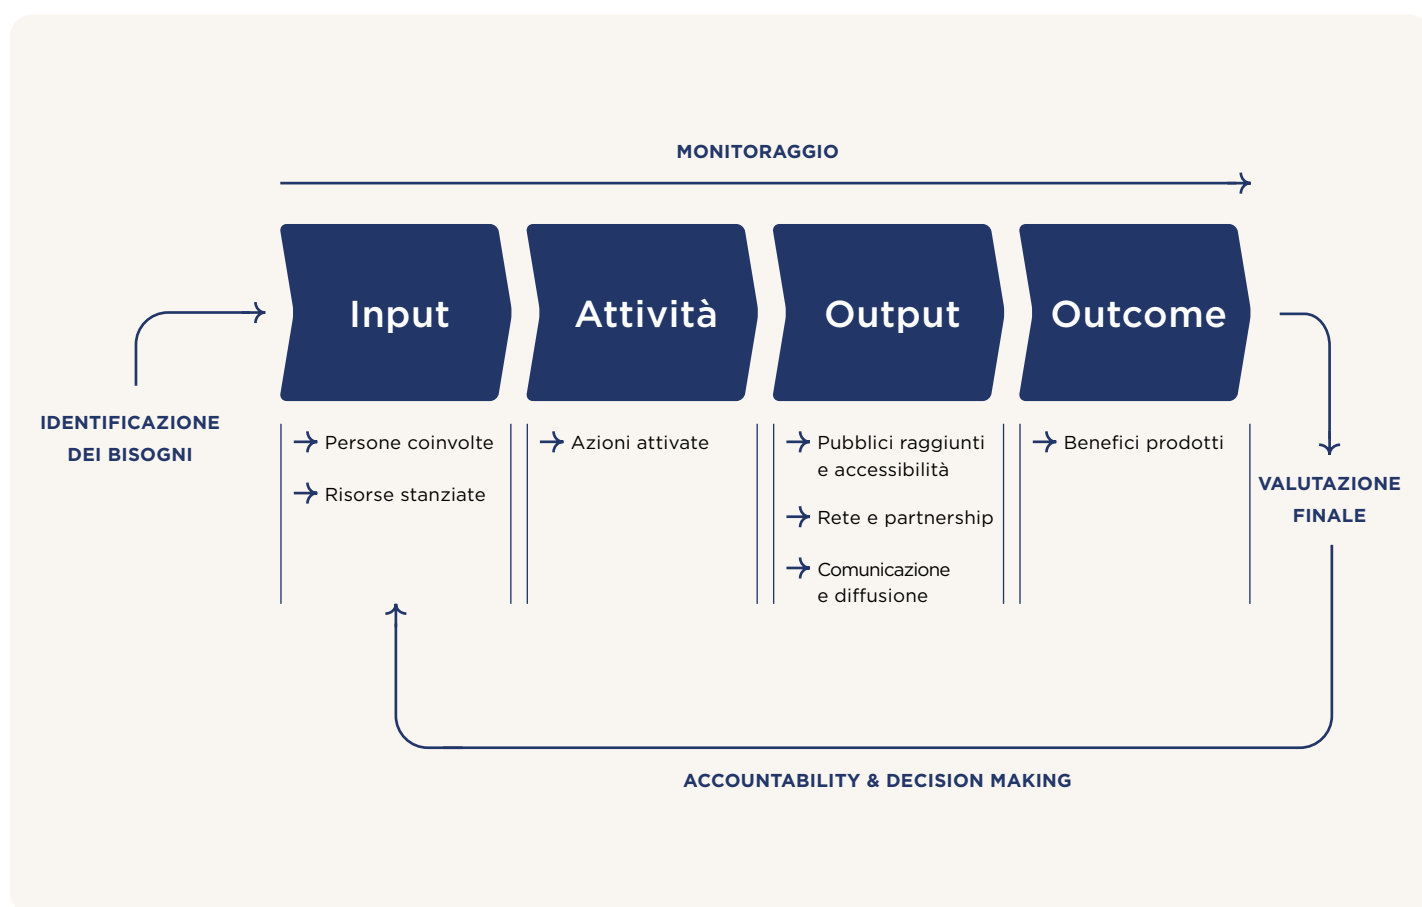 MONITORAGGIO
Input
Attività
Output
Outcome
IDENTIFICAZIONE
DEI BISOGNI
Persone coinvolte
Risorse stanziate
Azioni attivate
Pubblici raggiunti
e accessibilità
Rete e partnership
Comunicazione
e diffusione
Benefici prodotti
VALUTAZIONE
FINALE
ACCOUNTABILITY & DECISION MAKING